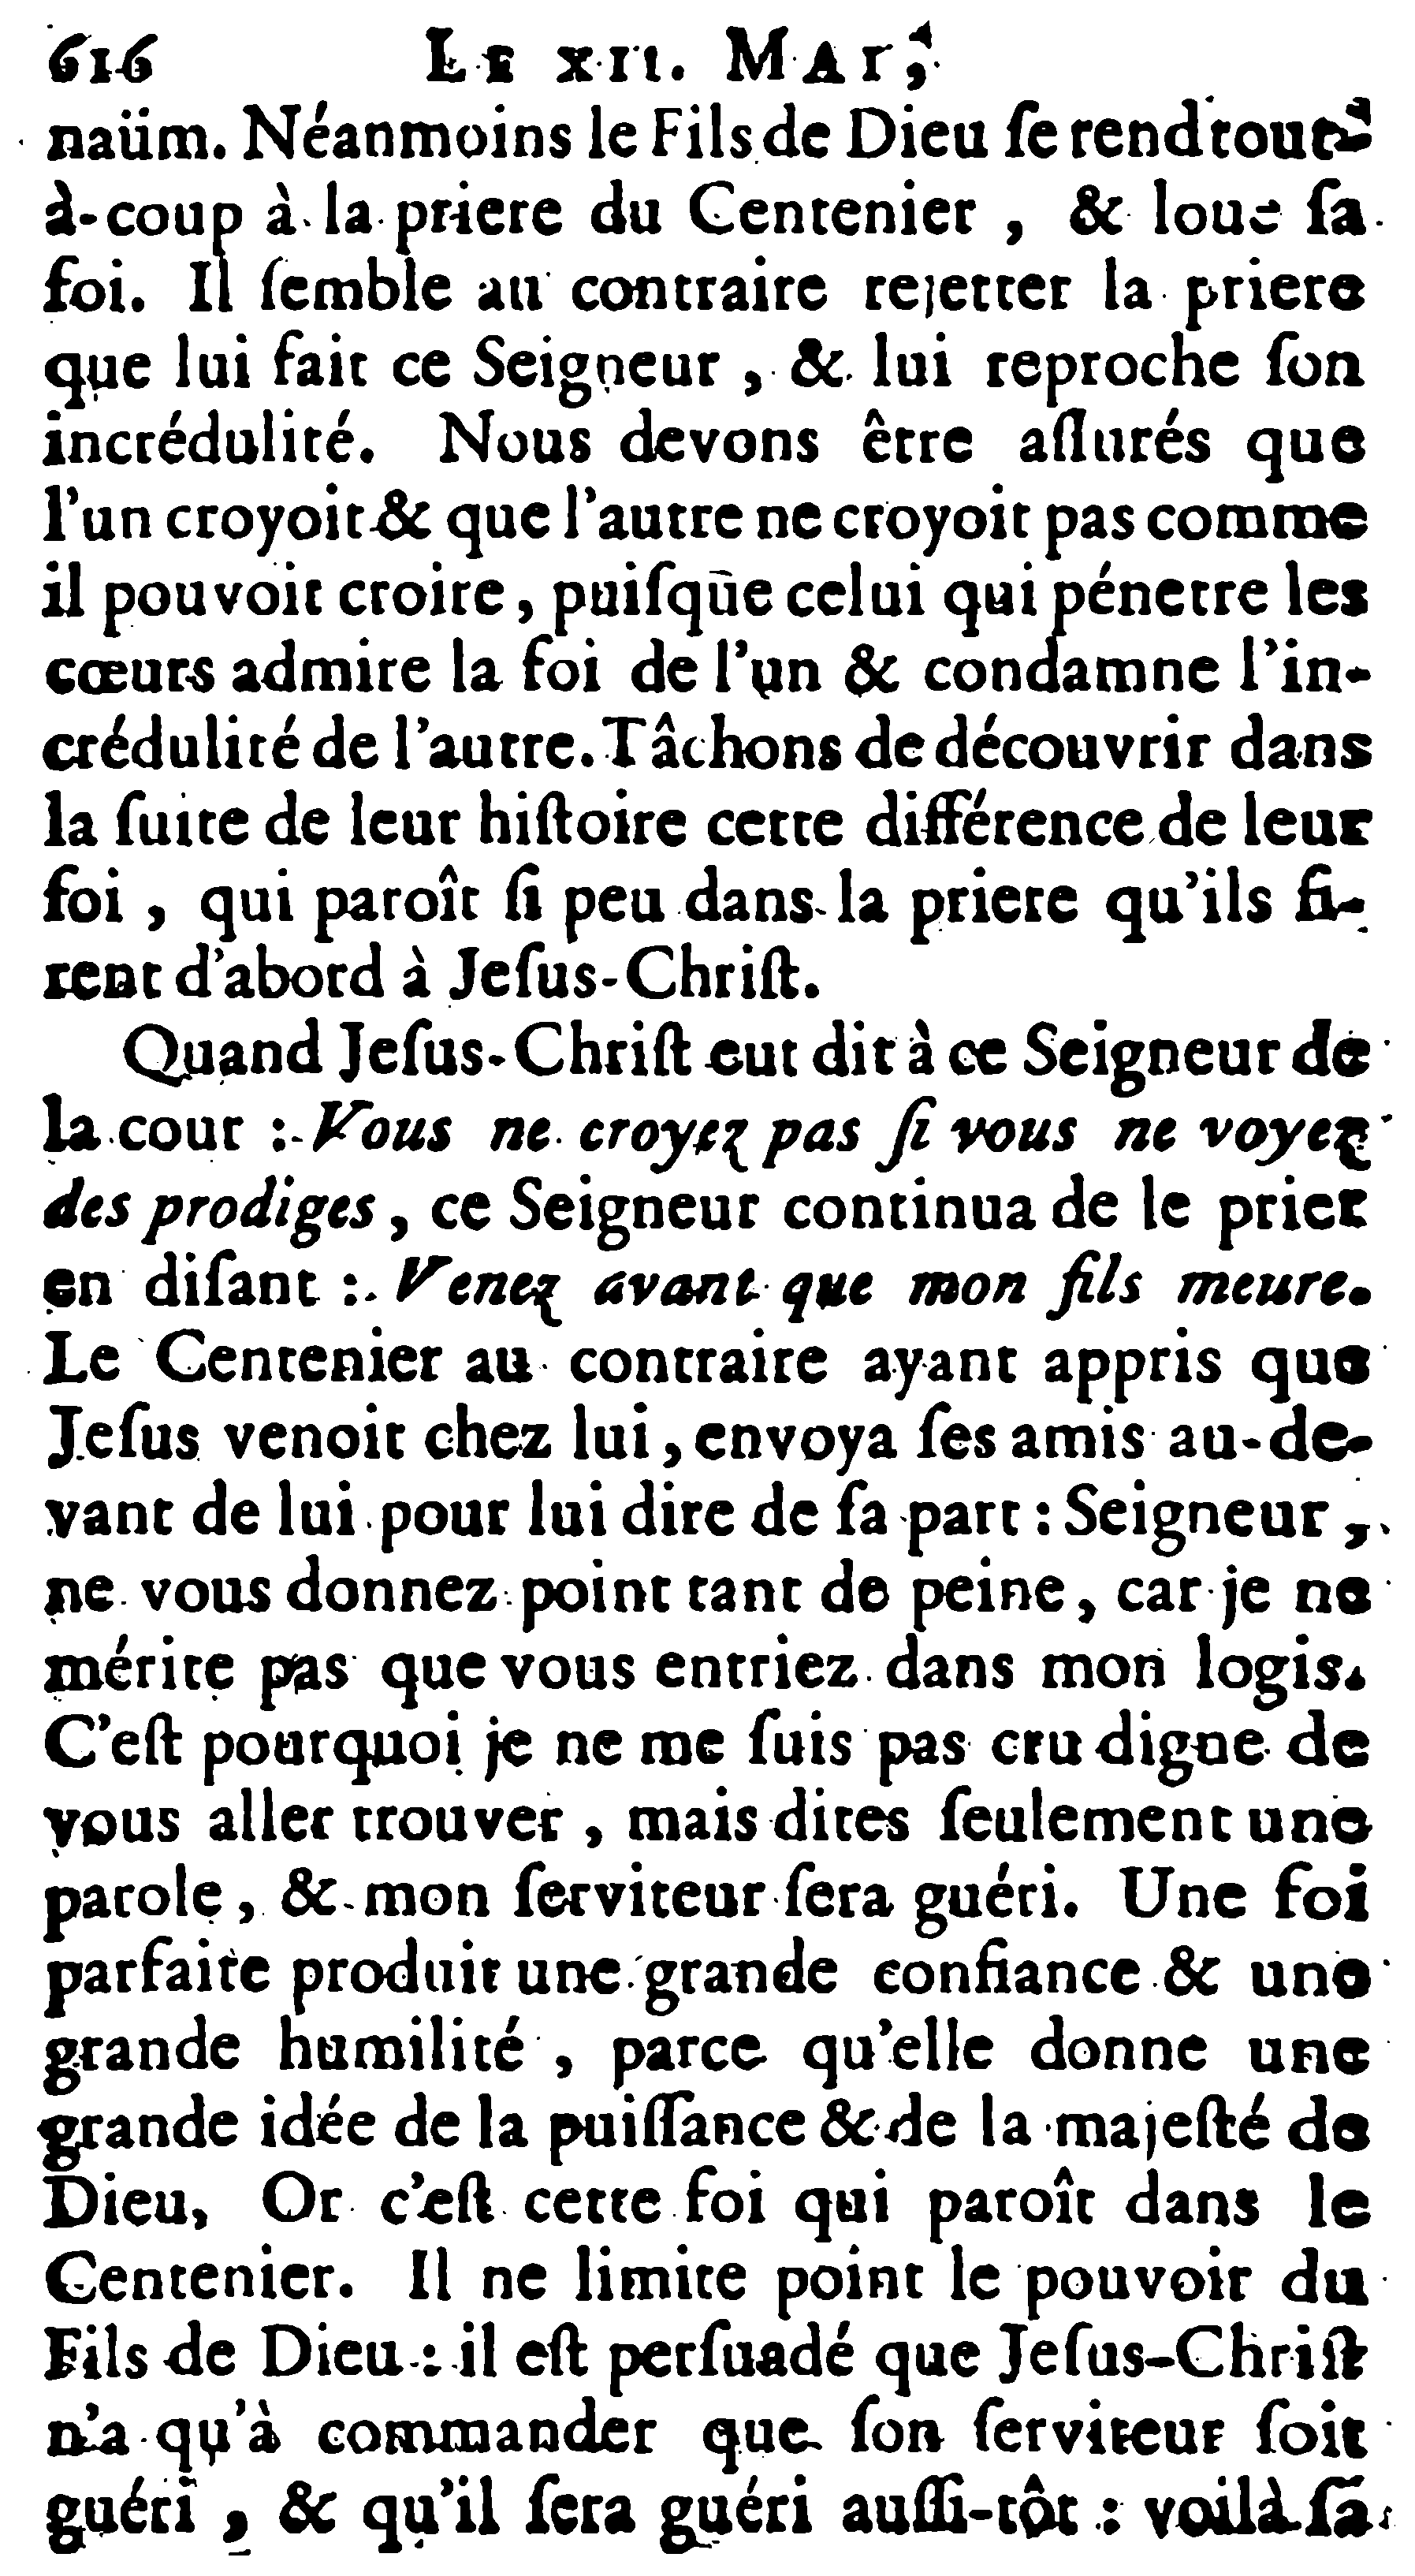 616 LE XII. MAT,
naüm. Néanmoins le Fils de Dieu ſe rend tout-
à-coup à la priere du Centenier, & loue ſa
foi. Il ſemble au contraire rejetter la priere
que lui fait ce Seigneur, & lui reproche ſon
incrédulité. Nous devons être aſſurés que
l'un croyoit & que l'autre ne croyoit pas comme
il pouvoit croire, puiſque celui qui pénetre les
cœurs admire la foi de l'un & condamne l'in-
crédulité de l'autre. Tâchons de découvrir dans
la ſuite de leur hiſtoire cette différence de leur
foi, qui paroît ſi peu dans la priere qu'ils fi-
rent d'abord à Jeſus-Chriſt.
Quand Jeſus-Chriſt eut dit à ce Seigneur de
la cour : Vous ne croyez pas ſi vous ne voyez
des prodiges, ce Seigneur continua de le prier
en diſant : Venez avant que mon fils meure.
Le Centenier au contraire ayant appris que
Jeſus venoit chez lui, envoya ſes amis au-de-
vant de lui pour lui dire de ſa part : Seigneur,
ne vous donnez point tant de peine, car je ne
mérite pas que vous entriez dans mon logis.
C'eſt pourquoi je ne me ſuis pas cru digne de
vous aller trouver, mais dites ſeulement une
parole, & mon ſerviteur ſera guéri. Une foi
parfaite produit une grande confiance & une
grande humilité, parce qu'elle donne une
grande idée de la puiſſance & de la majeſté de
Dieu, Or c'eſt cette foi qui paroît dans le
Centenier. Il ne limite point le pouvoir du
Fils de Dieu : il eſt perſuadé que Jeſus-Chriſt
n'a qu'à commander que ſon ſerviteur ſoit
guéri, & qu'il ſera guéri auſſi-tôt : voilà ſa